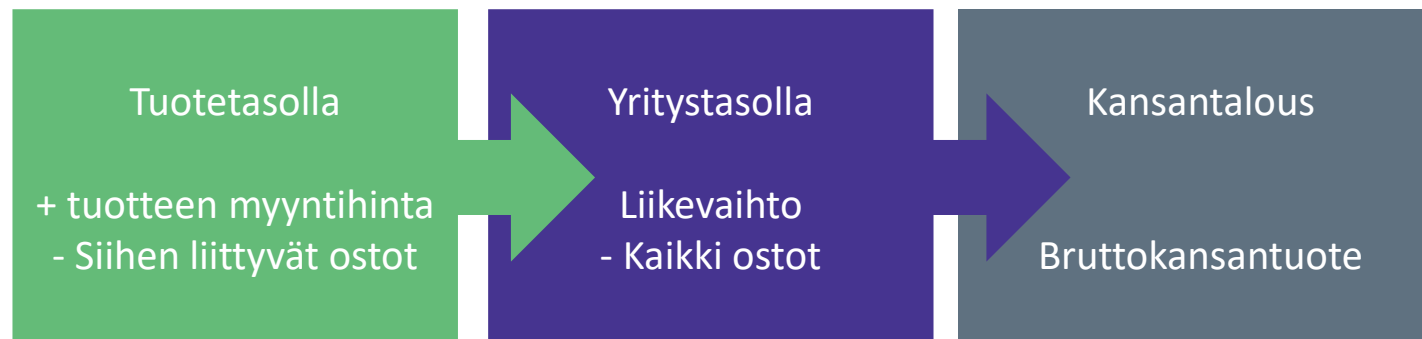 Tuotetasolla
+ tuotteen myyntihinta
- Siihen liittyvät ostot
Yritystasolla
Liikevaihto
- Kaikki ostot
Kansantalous
Bruttokansantuote